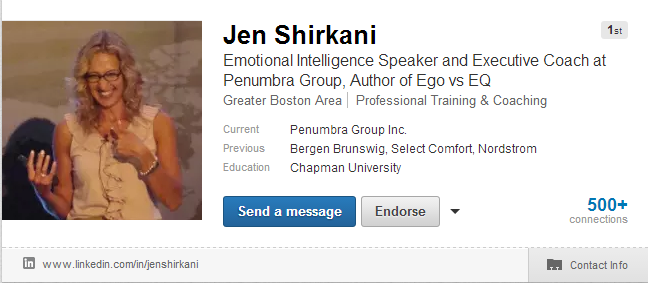 Jen Shirkani
1st
Emotional Intelligence Speaker and Executive Coach at
Penumbra Group, Author of Ego vs EQ
Greater Boston Area | Professional Training & Coaching
Current Penumbra Group Inc.
Previous Bergen Brunswig, Select Comfort, Nordstrom
Education Chapman University
Send a message Endorse
500+
connections
in www.linkedin.com/in/jenshirkani
Contact Info